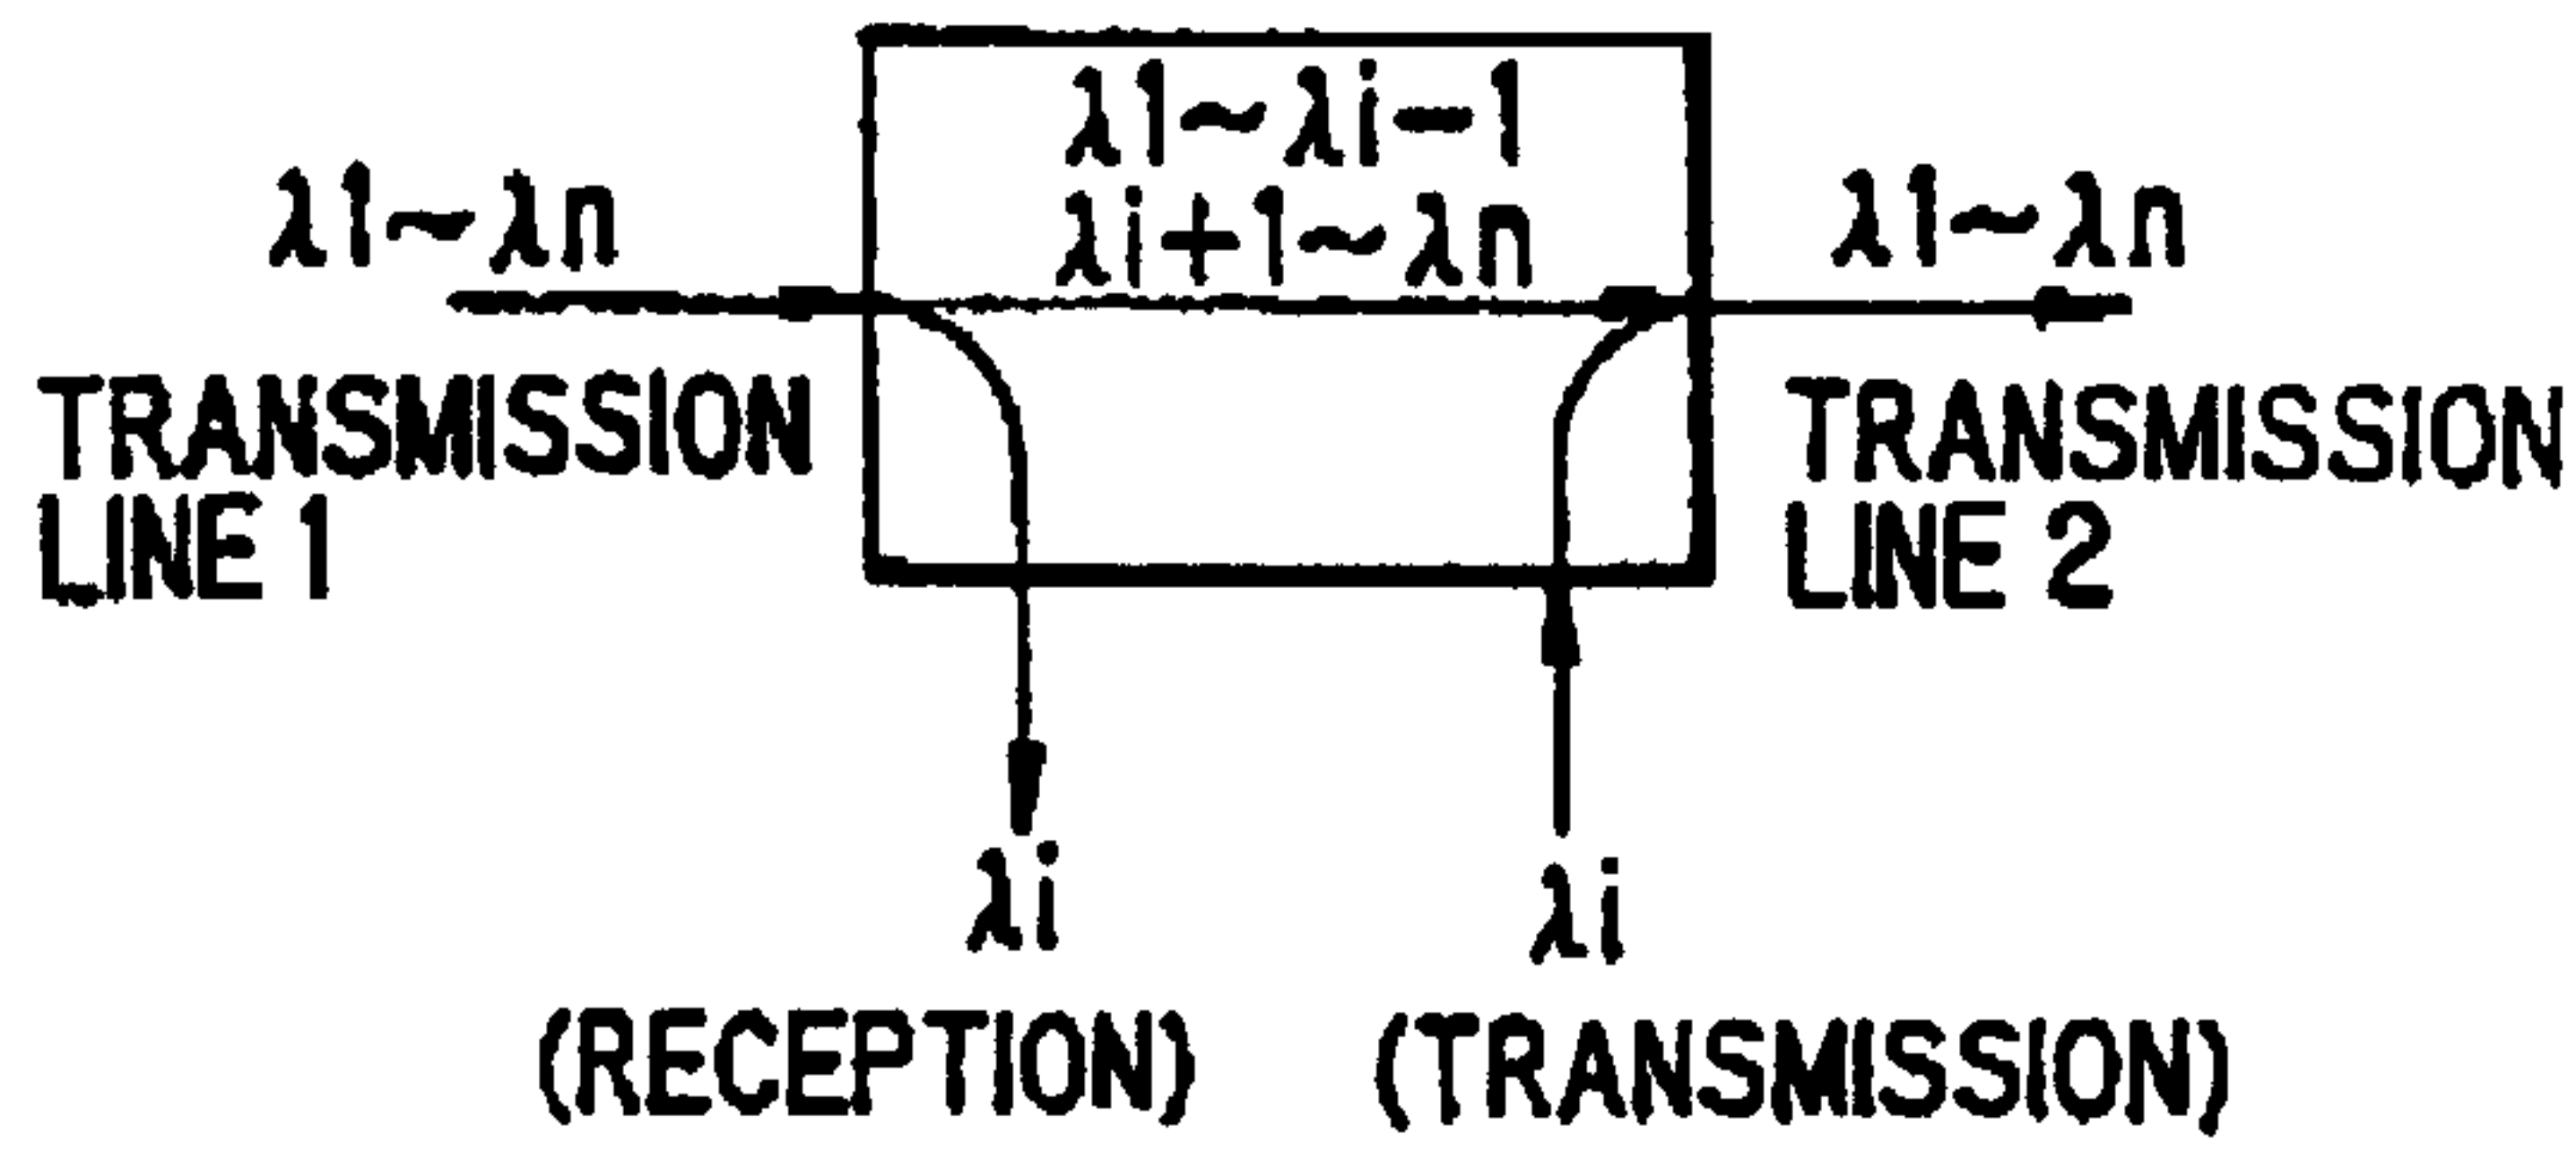 λ1~λi-1
λ1~λn
λi+1~λn
λ1~λn
TRANSMISSION
LINE 1
TRANSMISSION
LINE 2
λi
(RECEPTION)
λi
(TRANSMISSION)